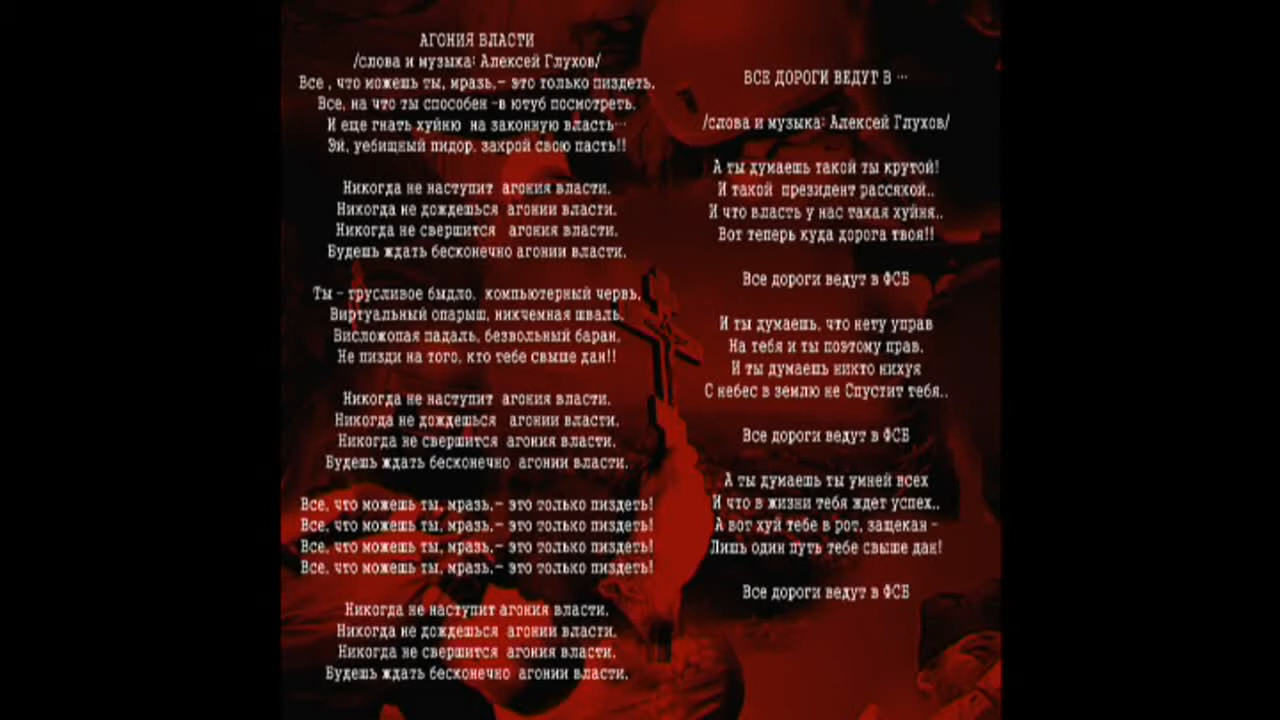 АГОНИЯ ВЛАСТИ
/слова и музыка: Алексей Глухов/
Все , что можешь ты, мразь,- это только пиздеть.
Все, на что ты способен -в ютуб посмотреть.
И еще гнать хуйню на законную власть...
Эй, уебищный пидор, закрой свою пасть!!
Никогда не наступит агония власти.
Никогда не дождешься агонии власти.
Никогда не свершится агония власти.
Будешь ждать бесконечно агонии власти.
Ты - трусливое быдло, компьютерный червь,
Виртуальный опарыш, никчемная шваль,
Висложопая падаль, безвольный баран,
Не пизди на того, кто тебе свыше дан!!
Никогда не наступит агония власти.
Никогда не дождешься агонии власти.
Никогда не свершится агония власти.
Будешь ждать бесконечно агонии власти.
Все, что можешь ты, мразь,- это только пиздеть!
Все, что можешь ты, мразь,- это только пиздеть!
Все, что можешь ты, мразь,- это только пиздеть!
Все, что можешь ты, мразь,- это только пиздеть!
Никогда не наступит агония власти.
Никогда не дождешься агонии власти.
Никогда не свершится агония власти.
Будешь ждать бесконечно агонии власти.
ВСЕ ДОРОГИ ВЕДУТ В ...
/слова и музыка: Алексей Глухов/
А ты думаешь такой ты крутой!
И такой президент рассякой..
И что власть у нас такая хуйня..
Вот теперь куда дорога твоя!!
Все дороги ведут в ФСБ
И ты думаешь, что нету управ
На тебя и ты поэтому прав.
И ты думаешь никто нихуя
С небес в землю не Спустит тебя..
Все дороги ведут в ФСБ
А ты думаешь ты умней всех
И что в жизни тебя ждет успех..
А вот хуй тебе в рот, защекан -
Лишь один путь тебе свыше дан!
Все дороги ведут в ФСБ